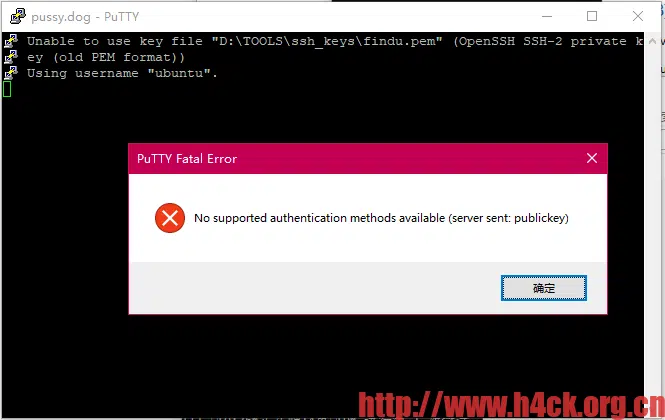 pussy.dog - PuTTY
Unable to use key file "D:\TOOLS\ssh_keys\findu.pem" (OpenSSH SSH-2 private k
ey (old PEM format))
Using username "ubuntu".
PuTTY Fatal Error
No supported authentication methods available (server sent: publickey)
确定
http://www.h4ck.org.cn